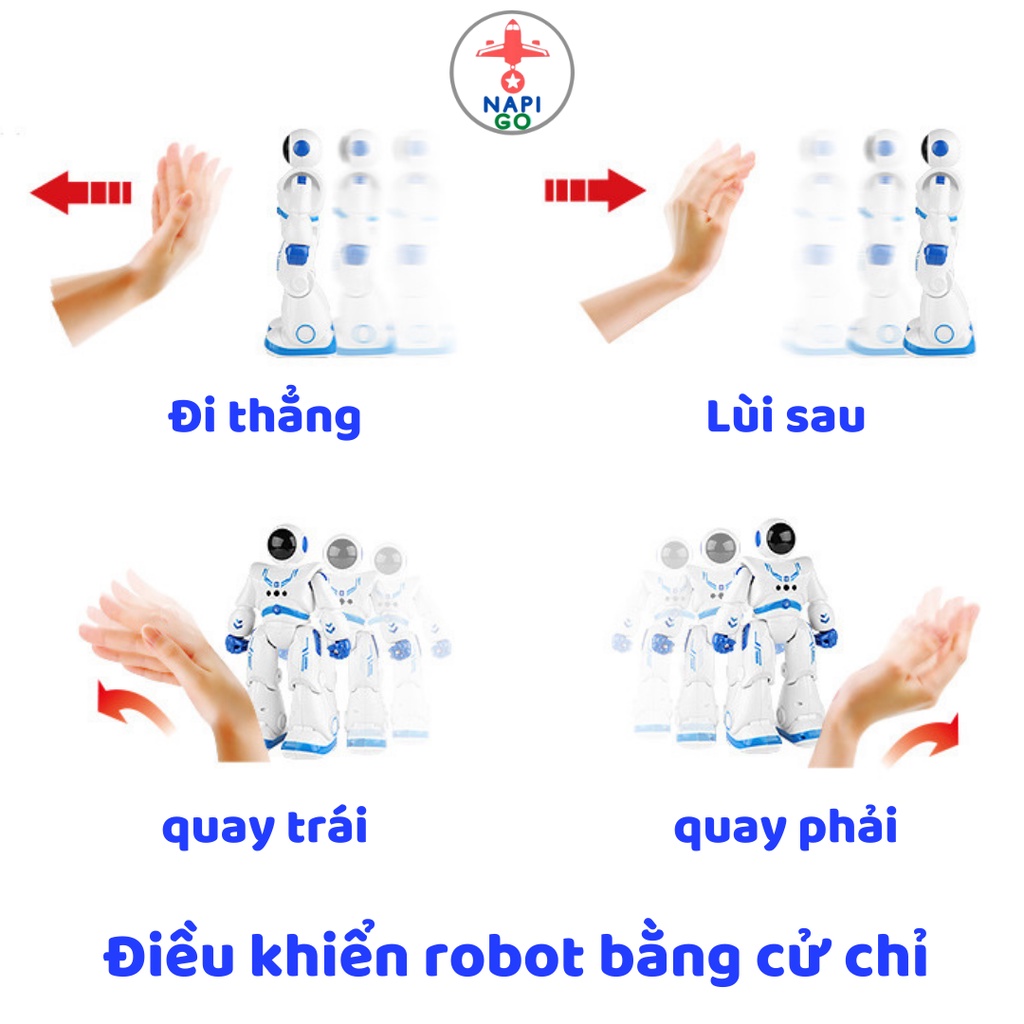 NAPI
GO
Đi thẳng
Lùi sau
quay trái
quay phải
Điều khiển robot bằng cử chỉ